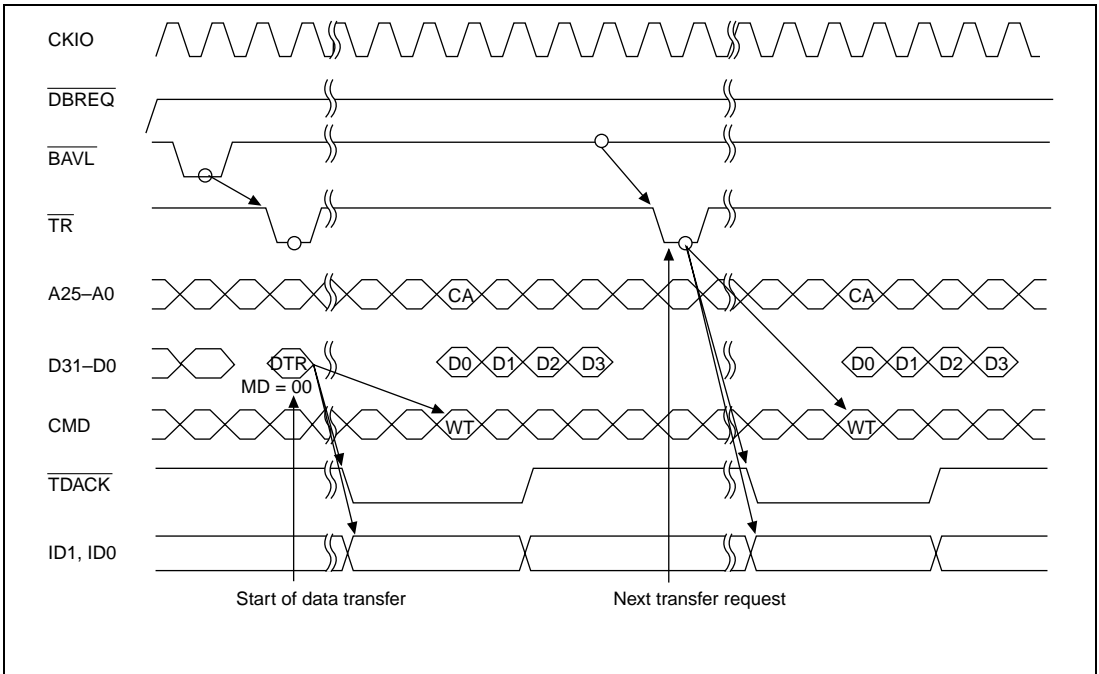 CKIO
DBREQ
BAVL
TR
A25–A0 CA CA
D31–D0 DTR D0 D1 D2 D3 D0 D1 D2 D3
MD = 00
CMD WT WT
TDACK
ID1, ID0
Start of data transfer Next transfer request